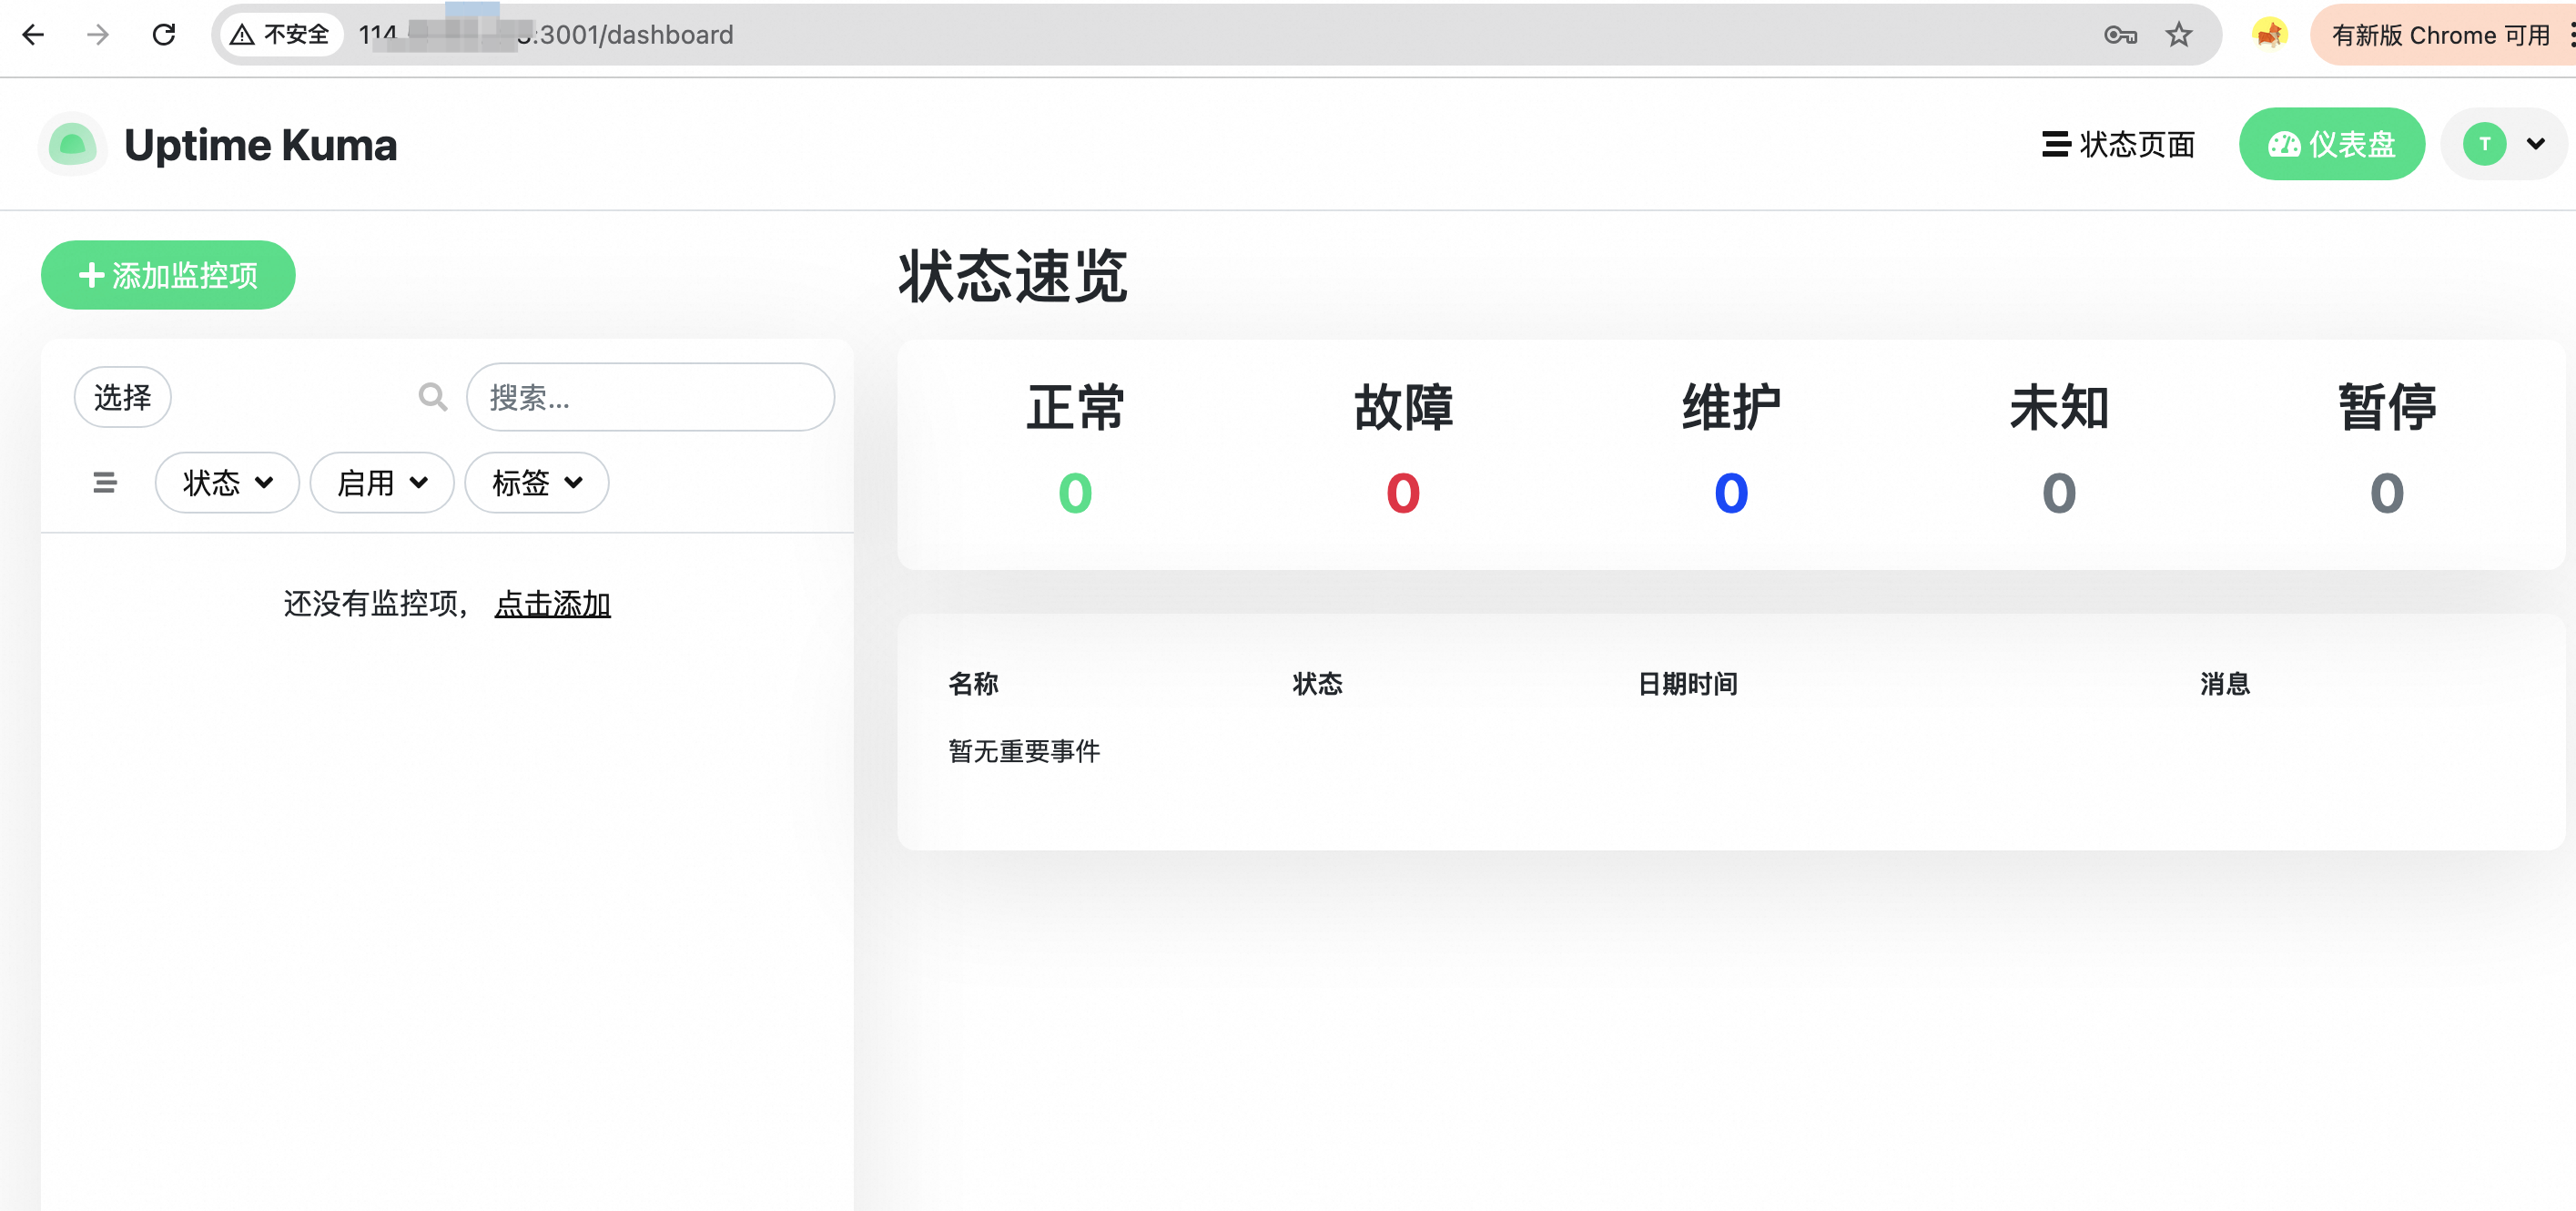 不安全 114 :3001/dashboard 有新版 Chrome 可用
Uptime Kuma 状态页面 仪表盘 T
添加监控项
状态速览
选择 搜索...
状态 启用 标签
还没有监控项， 点击添加
正常 故障 维护 未知 暂停
0 0 0 0 0
名称 状态 日期时间 消息
暂无重要事件